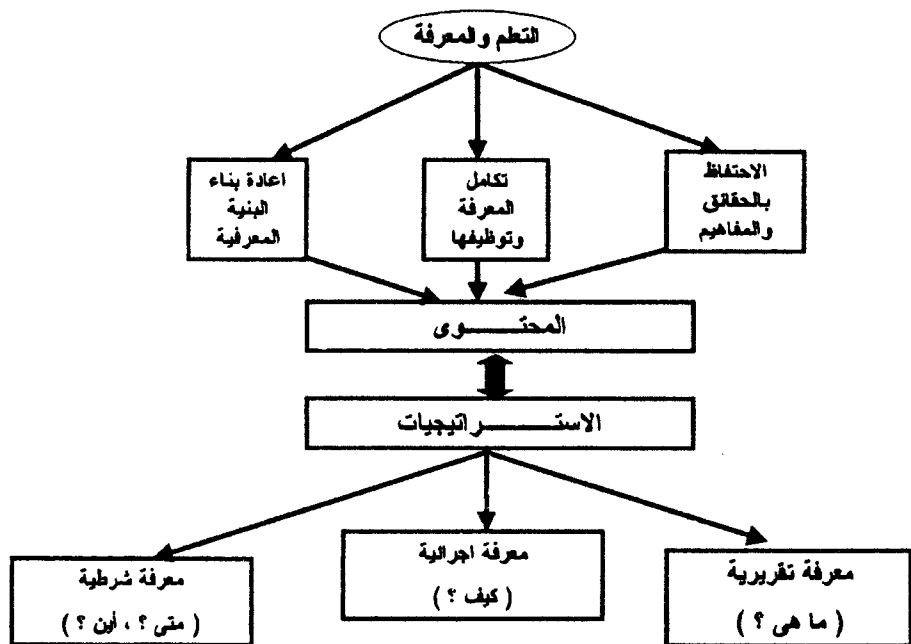 التعلم والمعرفة
الاحتفاظ
بالحقائق
والمفاهيم
تكامل
المعرفة
وتوظيفها
اعادة بناء
البنية
المعرفية
المحتـــــــوى
الاستـــــــراتيجيات
معرفة تقريرية
( ما هى ؟ )
معرفة اجرائية
( كيف ؟ )
معرفة شرطية
( متى ؟ ، أين ؟ )